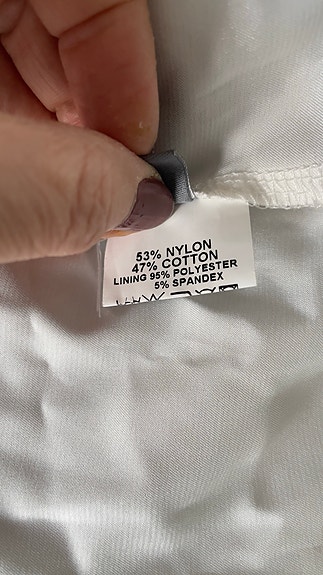 53% NYLON
47% COTTON
LINING 95% POLYESTER
5% SPANDEX